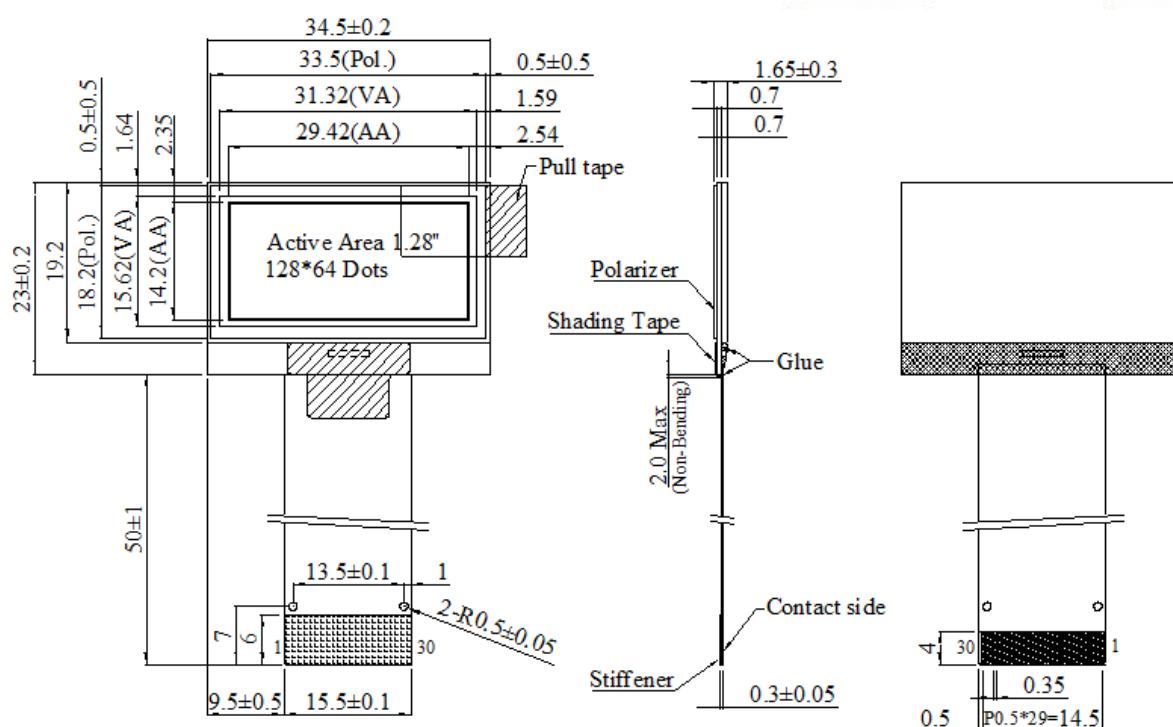 34.5±0.2
33.5(Pol.)
0.5±0.5
31.32(VA)
1.59
29.42(AA)
2.54
0.5±0.5
1.64
2.35
Pull tape
23±0.2
19.2
18.2(Pol.)
15.62(VA)
14.2(AA)
Active Area 1.28"
128*64 Dots
50±1
13.5±0.1
1
2-R0.5±0.05
7
6
1
30
9.5±0.5
15.5±0.1
1.65±0.3
0.7
0.7
Polarizer
Shading Tape
Glue
2.0 Max
(Non-Bending)
Contact side
Stiffener
0.3±0.05
4
30
1
0.35
0.5
P0.5*29=14.5